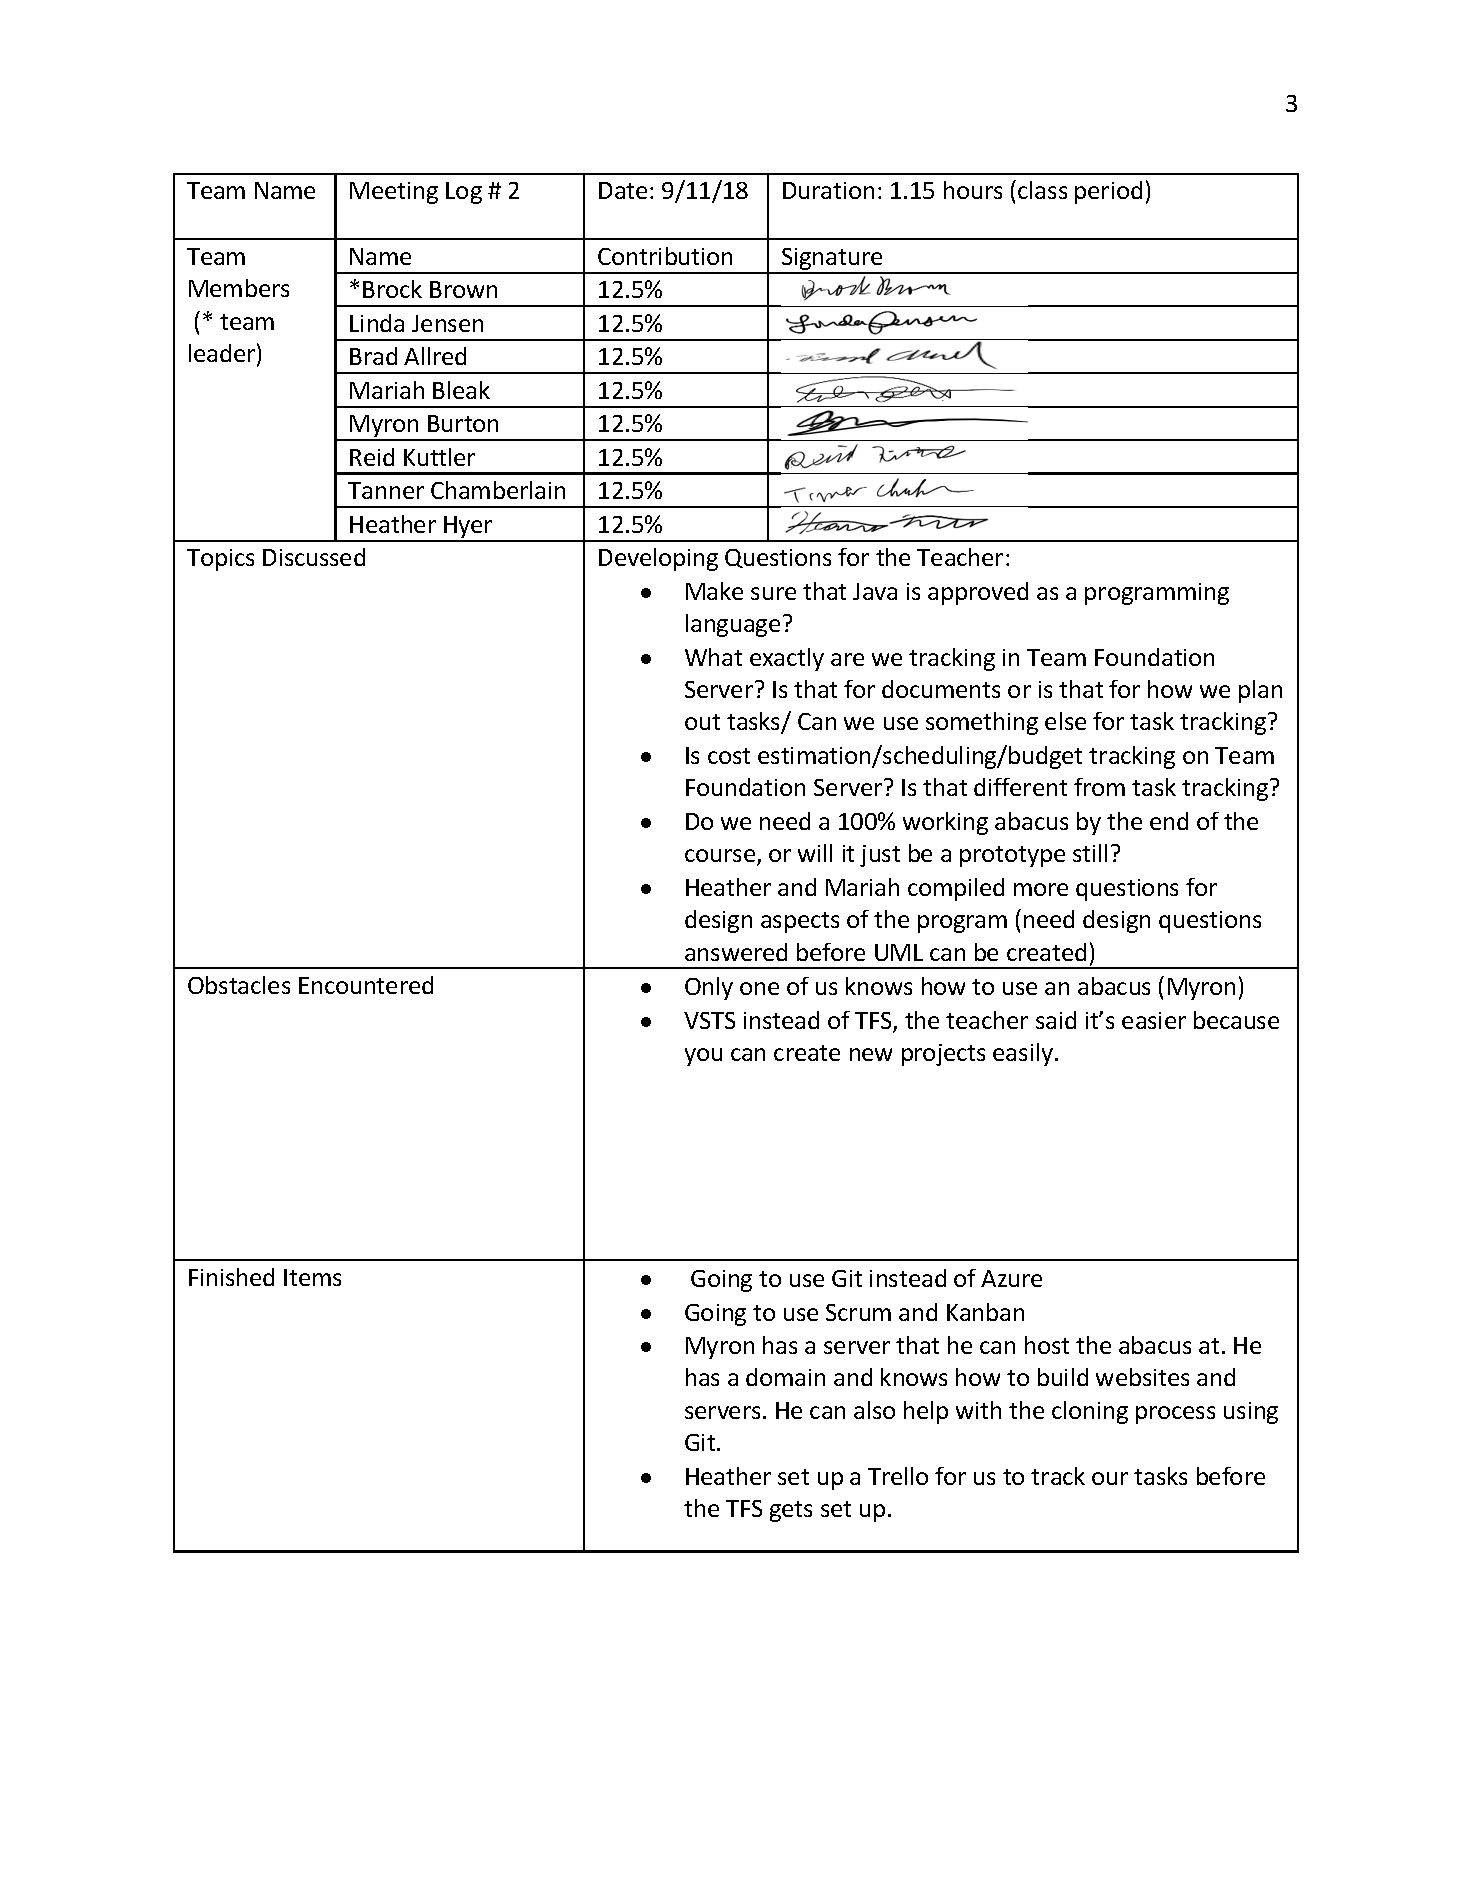 3
Team Name Meeting Log # 2 Date: 9/11/18 Duration: 1.15 hours (class period)
Team Members (* team leader) Name Contribution Signature
*Brock Brown 12.5% Brock Brown
Linda Jensen 12.5% Linda Jensen
Brad Allred 12.5%
Mariah Bleak 12.5%
Myron Burton 12.5%
Reid Kuttler 12.5% Reid
Tanner Chamberlain 12.5%
Heather Hyer 12.5%
Topics Discussed
Developing Questions for the Teacher:
● Make sure that Java is approved as a programming
language?
● What exactly are we tracking in Team Foundation
Server? Is that for documents or is that for how we plan
out tasks/ Can we use something else for task tracking?
● Is cost estimation/scheduling/budget tracking on Team
Foundation Server? Is that different from task tracking?
● Do we need a 100% working abacus by the end of the
course, or will it just be a prototype still?
● Heather and Mariah compiled more questions for
design aspects of the program (need design questions
answered before UML can be created)
Obstacles Encountered
● Only one of us knows how to use an abacus (Myron)
● VSTS instead of TFS, the teacher said it’s easier because
you can create new projects easily.
Finished Items
● Going to use Git instead of Azure
● Going to use Scrum and Kanban
● Myron has a server that he can host the abacus at. He
has a domain and knows how to build websites and
servers. He can also help with the cloning process using
Git.
● Heather set up a Trello for us to track our tasks before
the TFS gets set up.